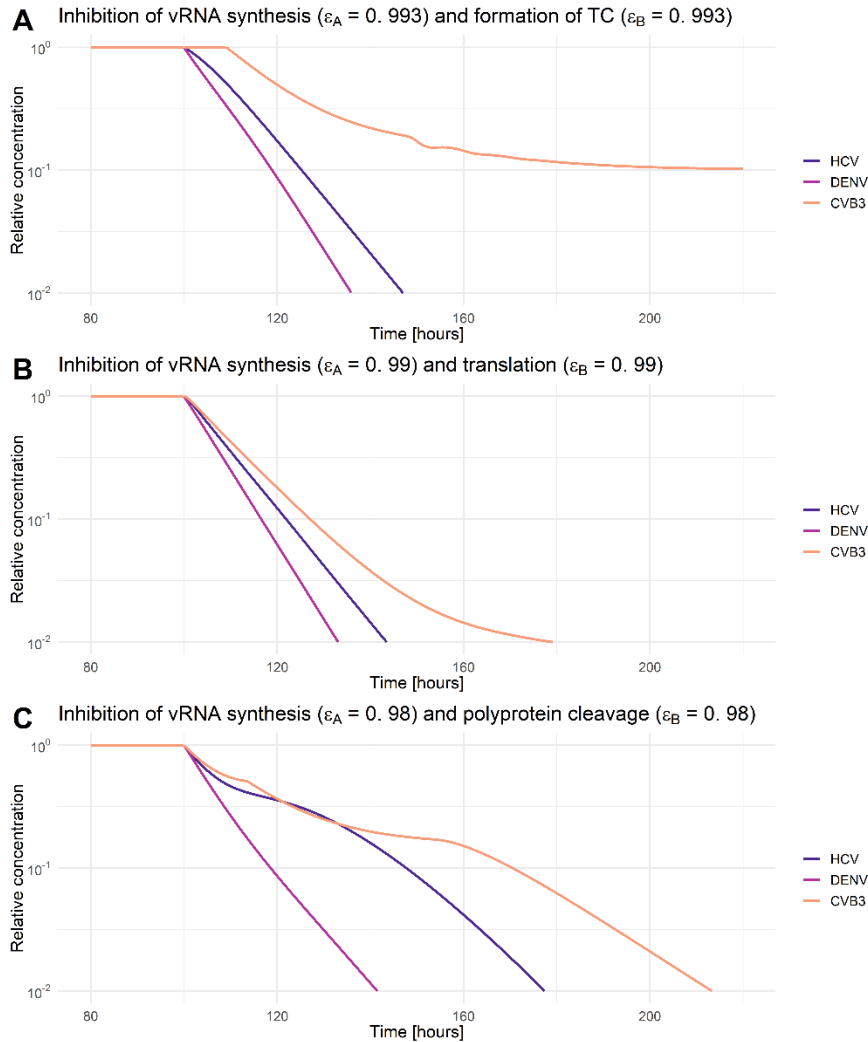 A Inhibition of vRNA synthesis (εA = 0. 993) and formation of TC (εB = 0. 993)
Relative concentration
10⁰
10⁻¹
10⁻²
80 120 160 200
Time [hours]
HCV
DENV
CVB3
B Inhibition of vRNA synthesis (εA = 0. 99) and translation (εB = 0. 99)
Relative concentration
10⁰
10⁻¹
10⁻²
80 120 160 200
Time [hours]
HCV
DENV
CVB3
C Inhibition of vRNA synthesis (εA = 0. 98) and polyprotein cleavage (εB = 0. 98)
Relative concentration
10⁰
10⁻¹
10⁻²
80 120 160 200
Time [hours]
HCV
DENV
CVB3